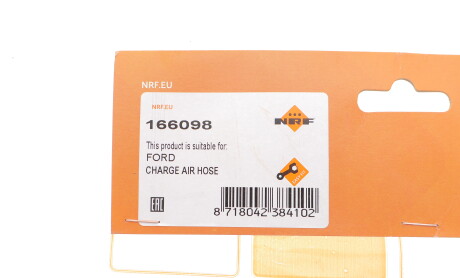 NRF.EU
NRF.EU
166098
NRF
This product is suitable for:
FORD
CHARGE AIR HOSE
EAC
8 718042 384102